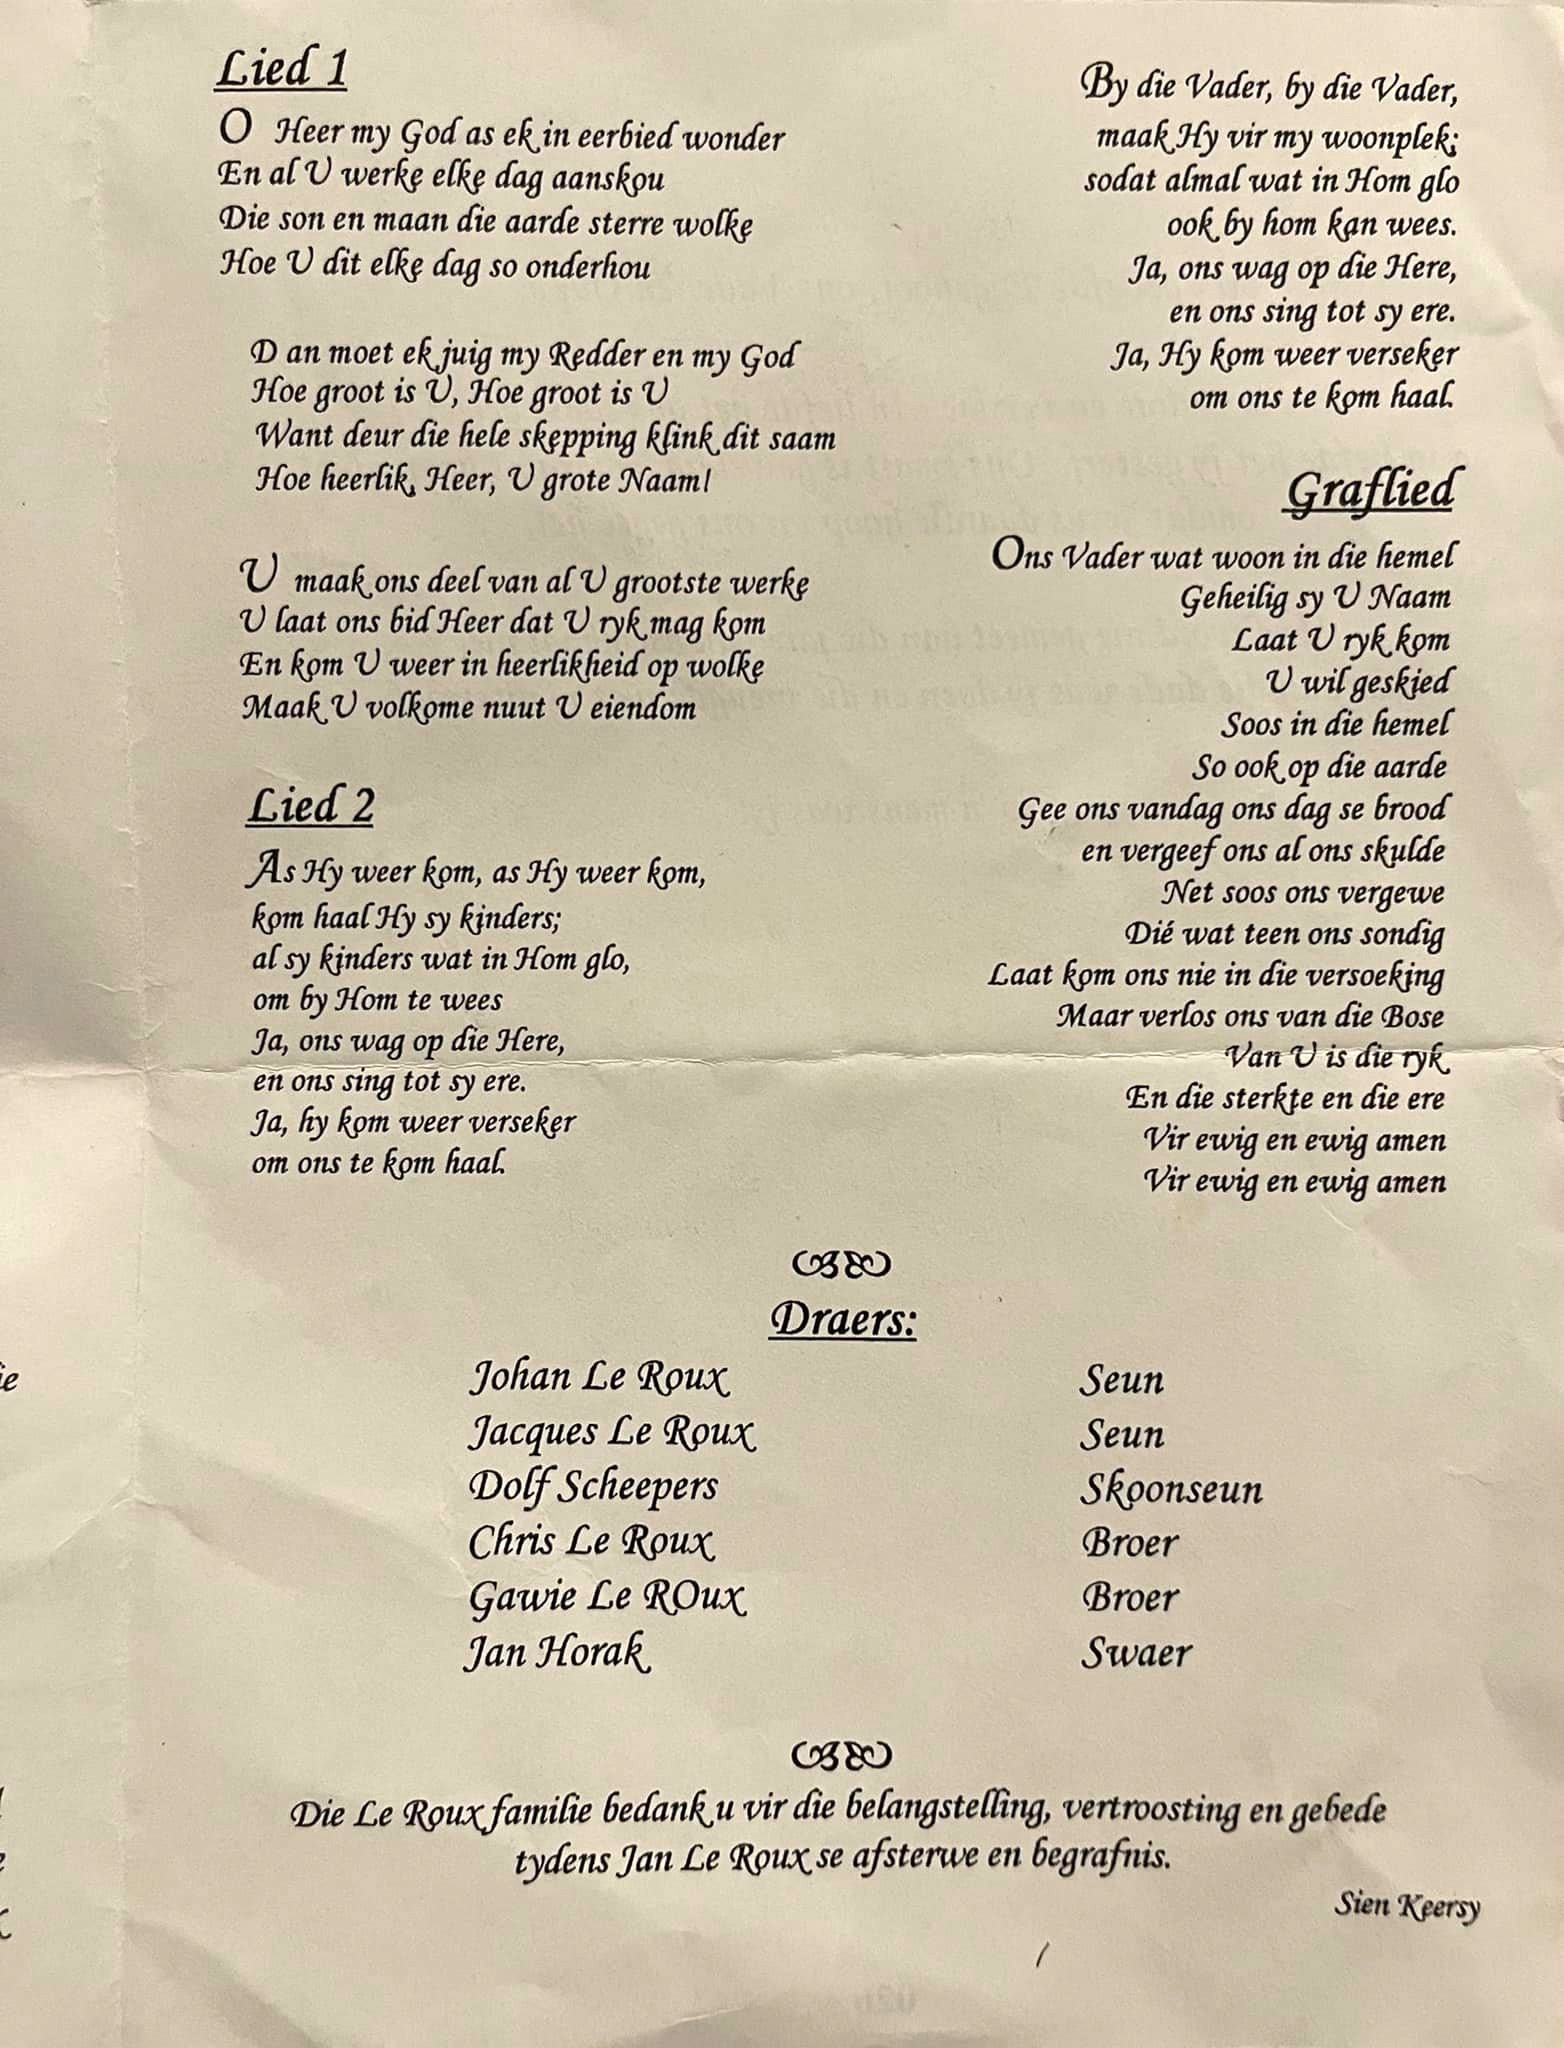 Lied 1
O Heer my God as ek in eerbied wonder
En al U werke elke dag aanskou
Die son en maan die aarde sterre wolke
Hoe U dit elke dag so onderhou
D an moet ek juig my Redder en my God
Hoe groot is U, Hoe groot is U
Want deur die hele skepping klink dit saam
Hoe heerlik, Heer, U grote Naam!
U maak ons deel van al U grootste werke
U laat ons bid Heer dat U ryk mag kom
En kom U weer in heerlikheid op wolke
Maak U volkome nuut U eiendom
Lied 2
As Hy weer kom, as Hy weer kom,
kom haal Hy sy kinders;
al sy kinders wat in Hom glo,
om by Hom te wees
Ja, ons wag op die Here,
en ons sing tot sy ere.
Ja, hy kom weer verseker
om ons te kom haal.
By die Vader, by die Vader,
maak Hy vir my woonplek;
sodat almal wat in Hom glo
ook by hom kan wees.
Ja, ons wag op die Here,
en ons sing tot sy ere.
Ja, Hy kom weer verseker
om ons te kom haal.
Graflied
Ons Vader wat woon in die hemel
Geheilig sy U Naam
Laat U ryk kom
U wil geskied
Soos in die hemel
So ook op die aarde
Gee ons vandag ons dag se brood
en vergeef ons al ons skulde
Net soos ons vergewe
Dié wat teen ons sondig
Laat kom ons nie in die versoeking
Maar verlos ons van die Bose
Van U is die ryk
En die sterkte en die ere
Vir ewig en ewig amen
Vir ewig en ewig amen
Draers:
Johan Le Roux Seun
Jacques Le Roux Seun
Dolf Scheepers Skoonseun
Chris Le Roux Broer
Gawie Le ROux Broer
Jan Horak Swaer
Die Le Roux familie bedank u vir die belangstelling, vertroosting en gebede
tydens Jan Le Roux se afsterwe en begrafnis.
Sien Keersy